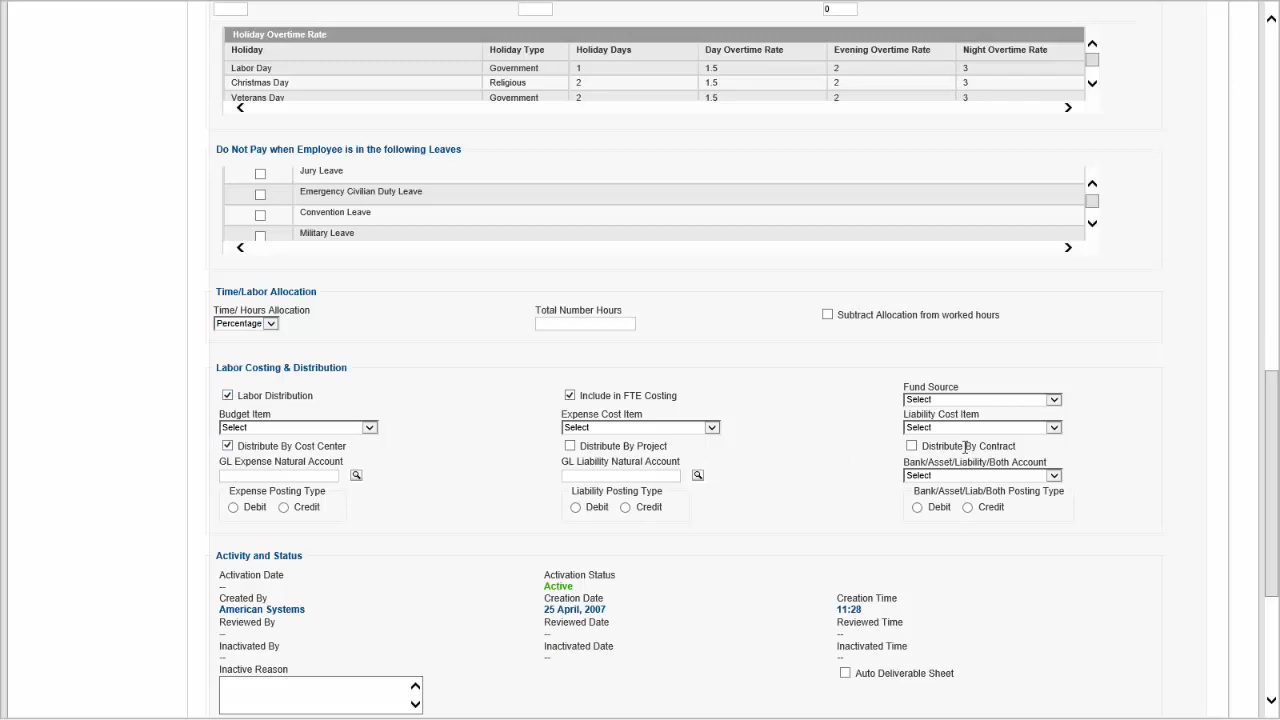 0
Holiday Overtime Rate
Holiday Holiday Type Holiday Days Day Overtime Rate Evening Overtime Rate Night Overtime Rate
Labor Day Government 1 1.5 2 3
Christmas Day Religious 2 1.5 2 3
Veterans Day Government 2 1.5 2 3
Do Not Pay when Employee is in the following Leaves
Jury Leave
Emergency Civilian Duty Leave
Convention Leave
Military Leave
Time/Labor Allocation
Time/ Hours Allocation Total Number Hours
Percentage Subtract Allocation from worked hours
Labor Costing & Distribution
Labor Distribution Include in FTE Costing Fund Source
Select
Budget Item Expense Cost Item Liability Cost Item
Select Select Select
Distribute By Cost Center Distribute By Project Distribute By Contract
GL Expense Natural Account GL Liability Natural Account Bank/Asset/Liability/Both Account
Select
Expense Posting Type Liability Posting Type Bank/Asset/Liab/Both Posting Type
Debit Credit Debit Credit Debit Credit
Activity and Status
Activation Date Activation Status
-- Active
Created By Creation Date Creation Time
American Systems 25 April, 2007 11:28
Reviewed By Reviewed Date Reviewed Time
-- -- --
Inactivated By Inactivated Date Inactivated Time
-- -- --
Inactive Reason Auto Deliverable Sheet